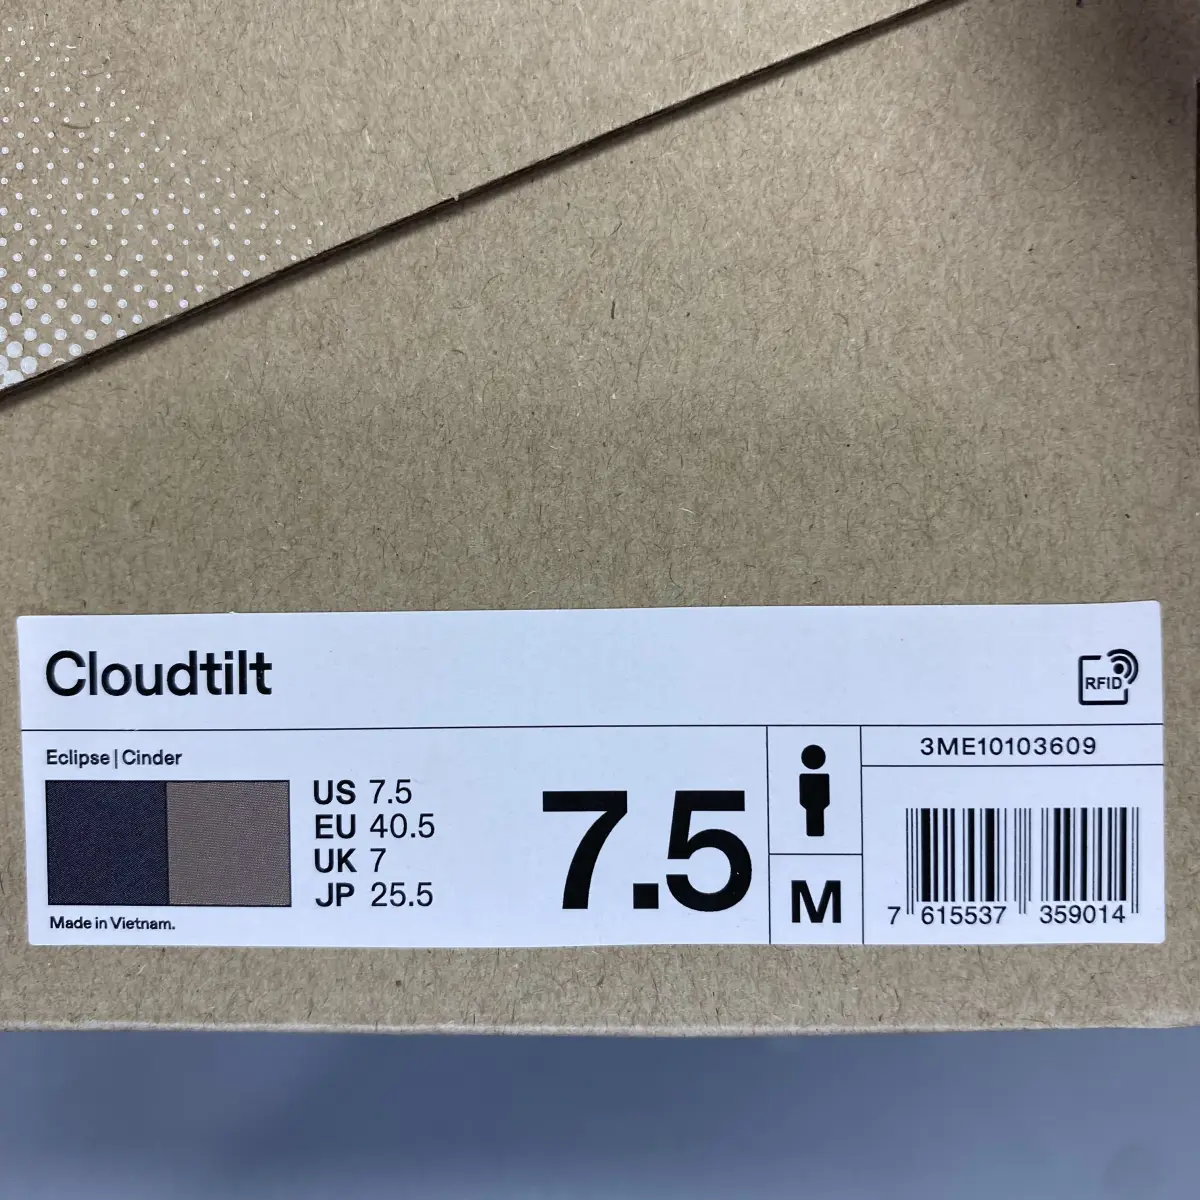 Cloudtilt
RFID
Eclipse | Cinder
US 7.5
EU 40.5
UK 7
JP 25.5
Made in Vietnam.
7.5
M
3ME10103609
7 615537 359014